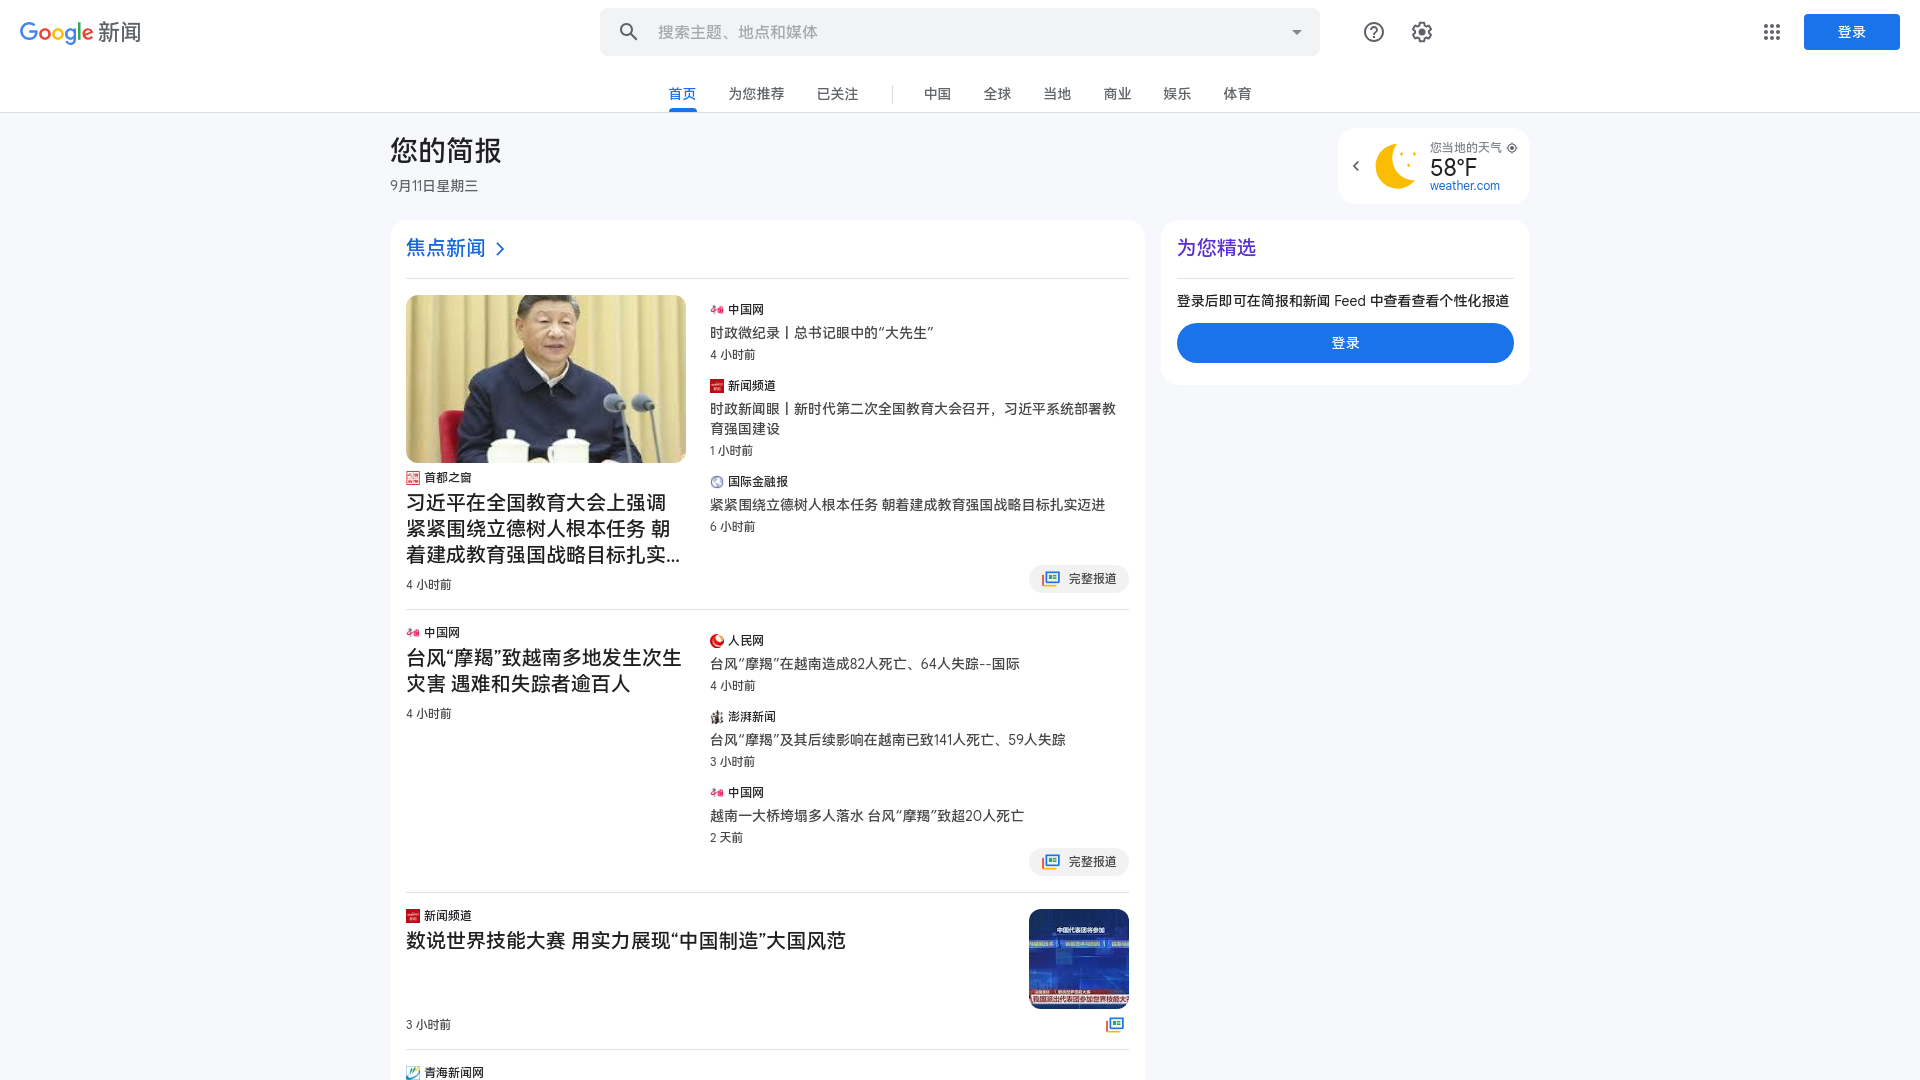 Google 新闻
搜索主题、地点和媒体
登录
首页
为您推荐
已关注
中国
全球
当地
商业
娱乐
体育
您的简报
9月11日星期三
您当地的天气
58°F
weather.com
焦点新闻
首都之窗
习近平在全国教育大会上强调
紧紧围绕立德树人根本任务 朝
着建成教育强国战略目标扎实...
4 小时前
中国网
时政微纪录丨总书记眼中的“大先生”
4 小时前
新闻频道
时政新闻眼丨新时代第二次全国教育大会召开，习近平系统部署教
育强国建设
1 小时前
国际金融报
紧紧围绕立德树人根本任务 朝着建成教育强国战略目标扎实迈进
6 小时前
完整报道
中国网
台风“摩羯”致越南多地发生次生
灾害 遇难和失踪者逾百人
4 小时前
人民网
台风“摩羯”在越南造成82人死亡、64人失踪--国际
4 小时前
澎湃新闻
台风“摩羯”及其后续影响在越南已致141人死亡、59人失踪
3 小时前
中国网
越南一大桥垮塌多人落水 台风“摩羯”致超20人死亡
2 天前
完整报道
新闻频道
数说世界技能大赛 用实力展现“中国制造”大国风范
3 小时前
中国代表团将参加
我国派出代表团参加世界技能大
青海新闻网
为您精选
登录后即可在简报和新闻 Feed 中查看查看个性化报道
登录